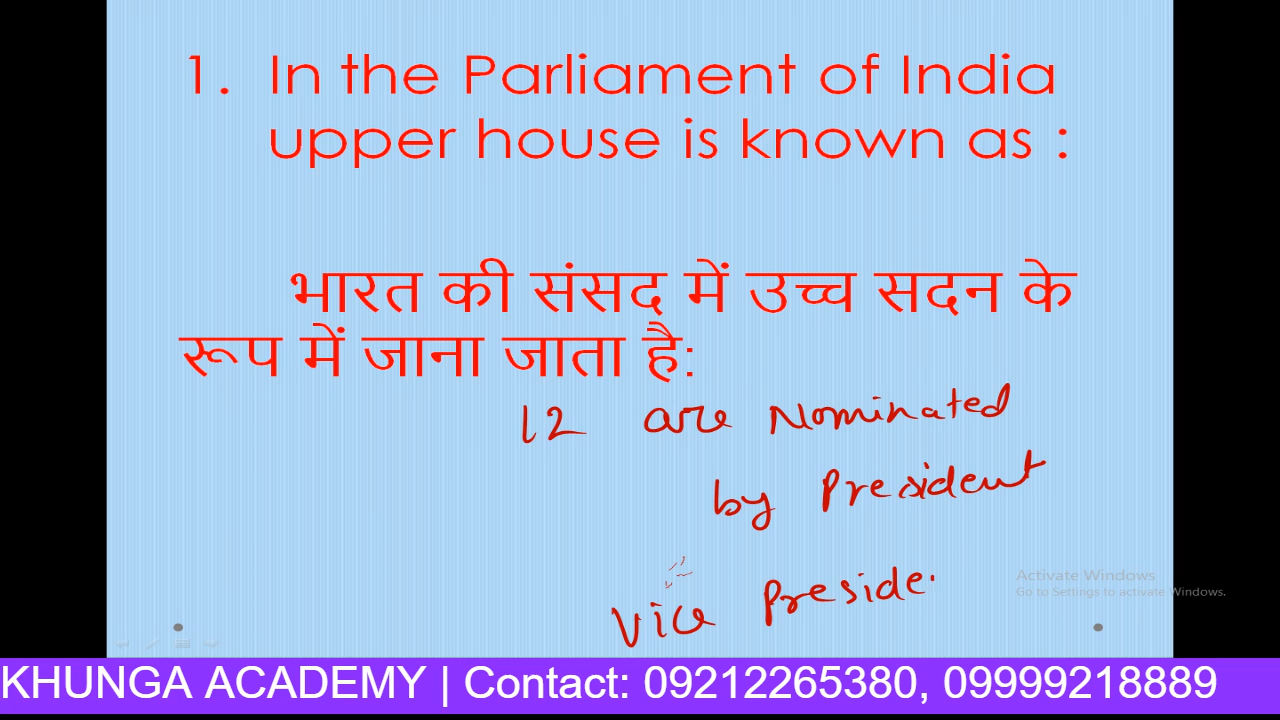 1. In the Parliament of India
upper house is known as :
भारत की संसद में उच्च सदन के
रूप में जाना जाता है:
12 are Nominated
by President
Vice Preside
Activate Windows
Go to Settings to activate Windows.
KHUNGA ACADEMY | Contact: 09212265380, 09999218889